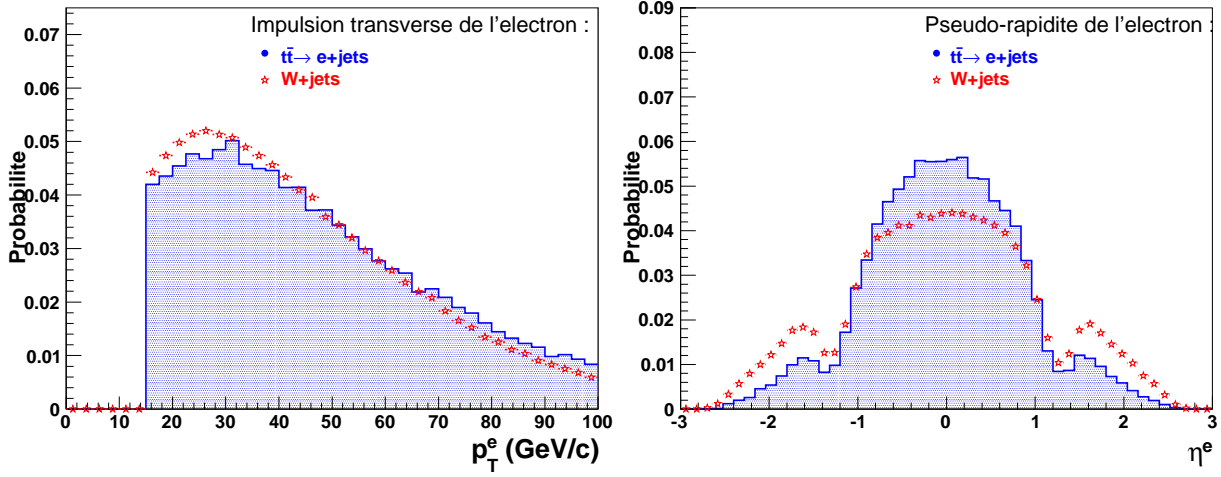 Impulsion transverse de l'electron :
tt̄→ e+jets
W+jets
Probabilite
0.07
0.06
0.05
0.04
0.03
0.02
0.01
0
0 10 20 30 40 50 60 70 80 90 100
p_T^e (GeV/c)
Pseudo-rapidite de l'electron :
tt̄→ e+jets
W+jets
Probabilite
0.09
0.08
0.07
0.06
0.05
0.04
0.03
0.02
0.01
0
-3 -2 -1 0 1 2 3
η^e